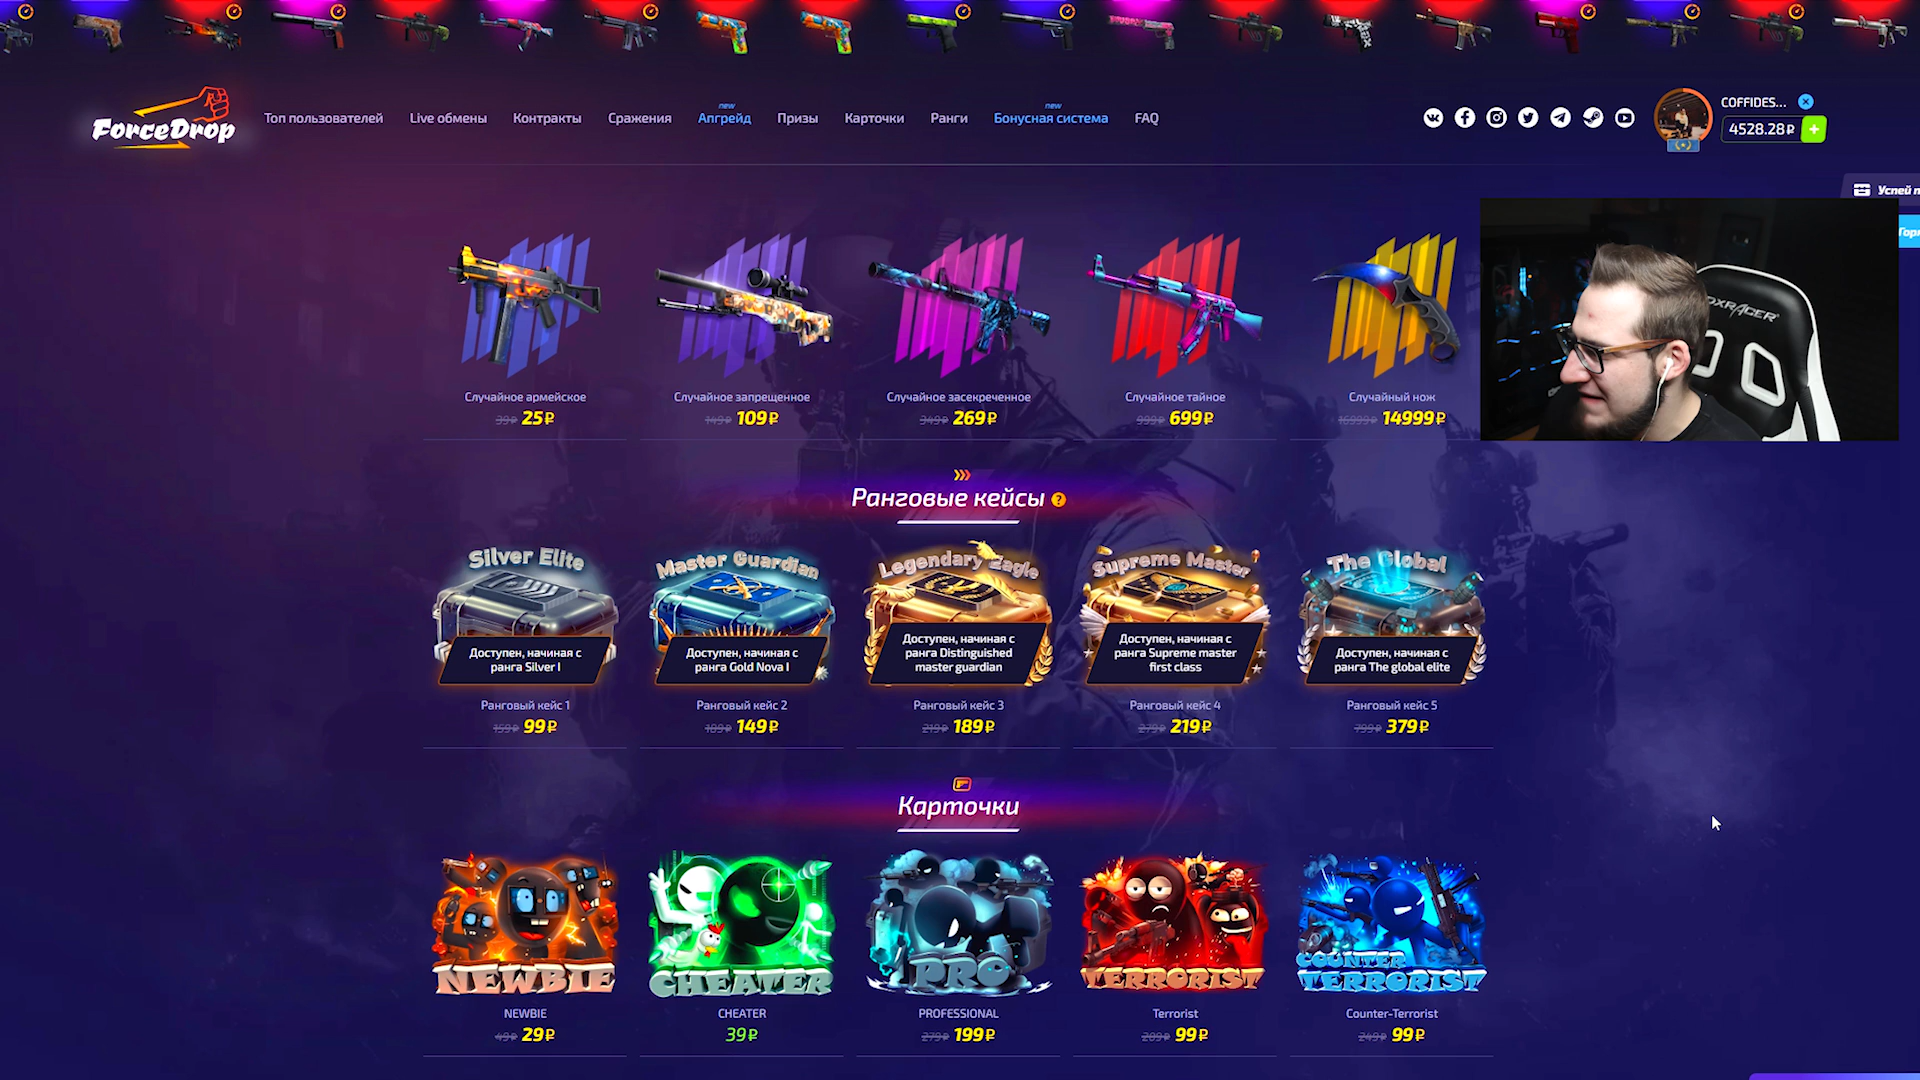 ForceDrop
Топ пользователей
Live обмены
Контракты
Сражения
new
Апгрейд
Призы
Карточки
Ранги
new
Бонусная система
FAQ
COFFIDES...
4528.28₽
+
Успей п
Гор
DXRACER
Случайное армейское
39₽ 25₽
Случайное запрещенное
149₽ 109₽
Случайное засекреченное
349₽ 269₽
Случайное тайное
999₽ 699₽
Случайный нож
16999₽ 14999₽
Ранговые кейсы ?
Silver Elite
Доступен, начиная с
ранга Silver I
Ранговый кейс 1
159₽ 99₽
Master Guardian
Доступен, начиная с
ранга Gold Nova I
Ранговый кейс 2
189₽ 149₽
Legendary Eagle
Доступен, начиная с
ранга Distinguished
master guardian
Ранговый кейс 3
219₽ 189₽
Supreme Master
Доступен, начиная с
ранга Supreme master
first class
Ранговый кейс 4
279₽ 219₽
The Global
Доступен, начиная с
ранга The global elite
Ранговый кейс 5
799₽ 379₽
Карточки
NEWBIE
NEWBIE
49₽ 29₽
CHEATER
CHEATER
39₽
PRO
PROFESSIONAL
279₽ 199₽
TERRORIST
Terrorist
289₽ 99₽
COUNTER
TERRORIST
Counter-Terrorist
249₽ 99₽